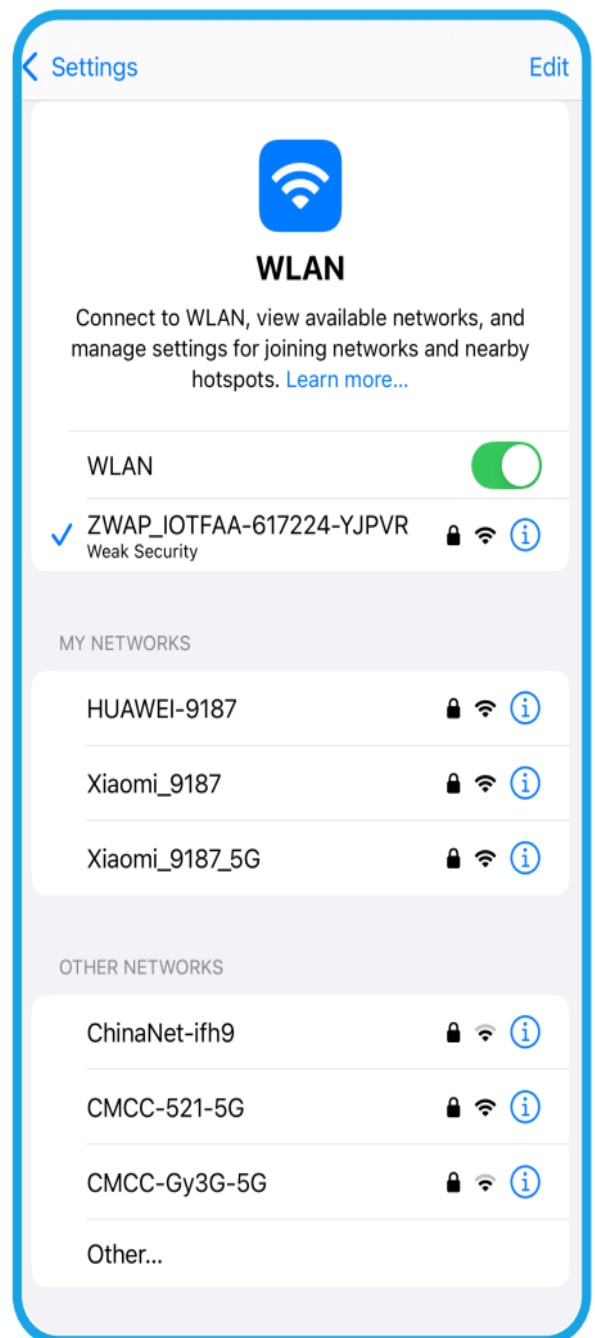 Settings
Edit
WLAN
Connect to WLAN, view available networks, and
manage settings for joining networks and nearby
hotspots. Learn more...
WLAN
ZWAP_IOTFAA-617224-YJPVR
Weak Security
MY NETWORKS
HUAWEI-9187
Xiaomi_9187
Xiaomi_9187_5G
OTHER NETWORKS
ChinaNet-ifh9
CMCC-521-5G
CMCC-Gy3G-5G
Other...